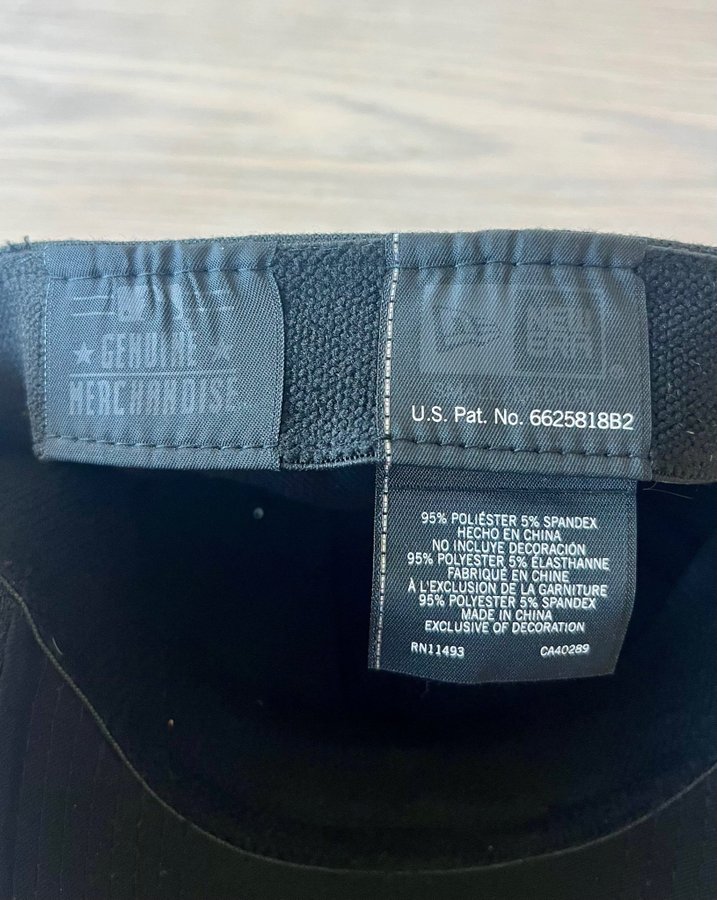 GENUINE
MERCHANDISE
NEW
ERA
®
U.S. Pat. No. 6625818B2
95% POLIÉSTER 5% SPANDEX
HECHO EN CHINA
NO INCLUYE DECORACIÓN
95% POLYESTER 5% ÉLASTHANNE
FABRIQUÉ EN CHINE
À L'EXCLUSION DE LA GARNITURE
95% POLYESTER 5% SPANDEX
MADE IN CHINA
EXCLUSIVE OF DECORATION
RN11493 CA40289